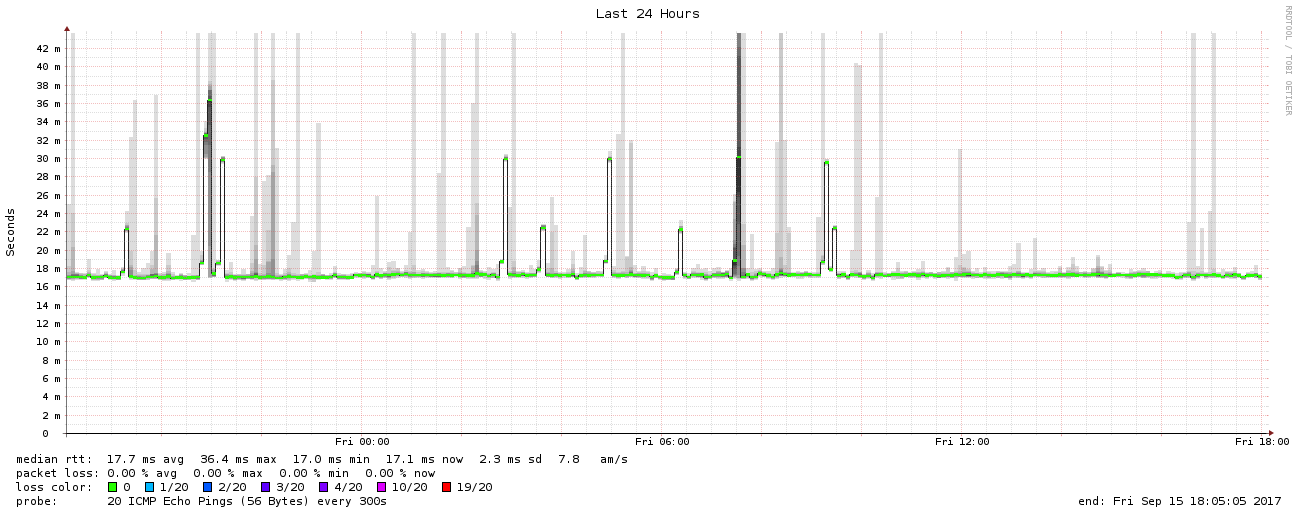 Last 24 Hours
RRDTOOL / TOBI OETIKER
Seconds
42 m
40 m
38 m
36 m
34 m
32 m
30 m
28 m
26 m
24 m
22 m
20 m
18 m
16 m
14 m
12 m
10 m
8 m
6 m
4 m
2 m
0
Fri 00:00 Fri 06:00 Fri 12:00 Fri 18:00
median rtt: 17.7 ms avg 36.4 ms max 17.0 ms min 17.1 ms now 2.3 ms sd 7.8 am/s
packet loss: 0.00 % avg 0.00 % max 0.00 % min 0.00 % now
loss color: 0 1/20 2/20 3/20 4/20 10/20 19/20
probe: 20 ICMP Echo Pings (56 Bytes) every 300s end: Fri Sep 15 18:05:05 2017